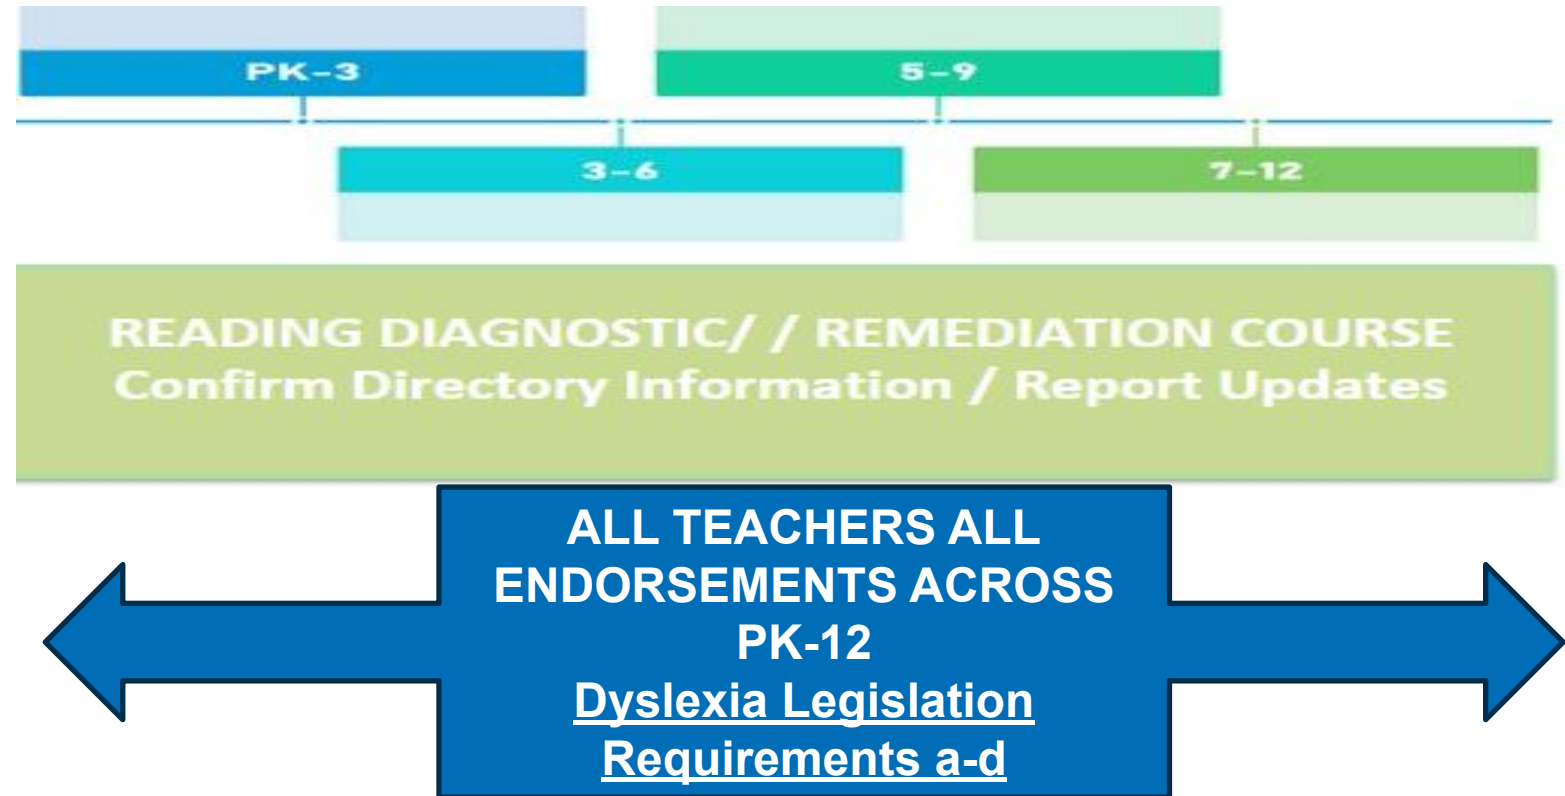 PK-3
5-9
3-6
7-12
READING DIAGNOSTIC/ / REMEDIATION COURSE
Confirm Directory Information / Report Updates
ALL TEACHERS ALL
ENDORSEMENTS ACROSS
PK-12
Dyslexia Legislation
Requirements a-d